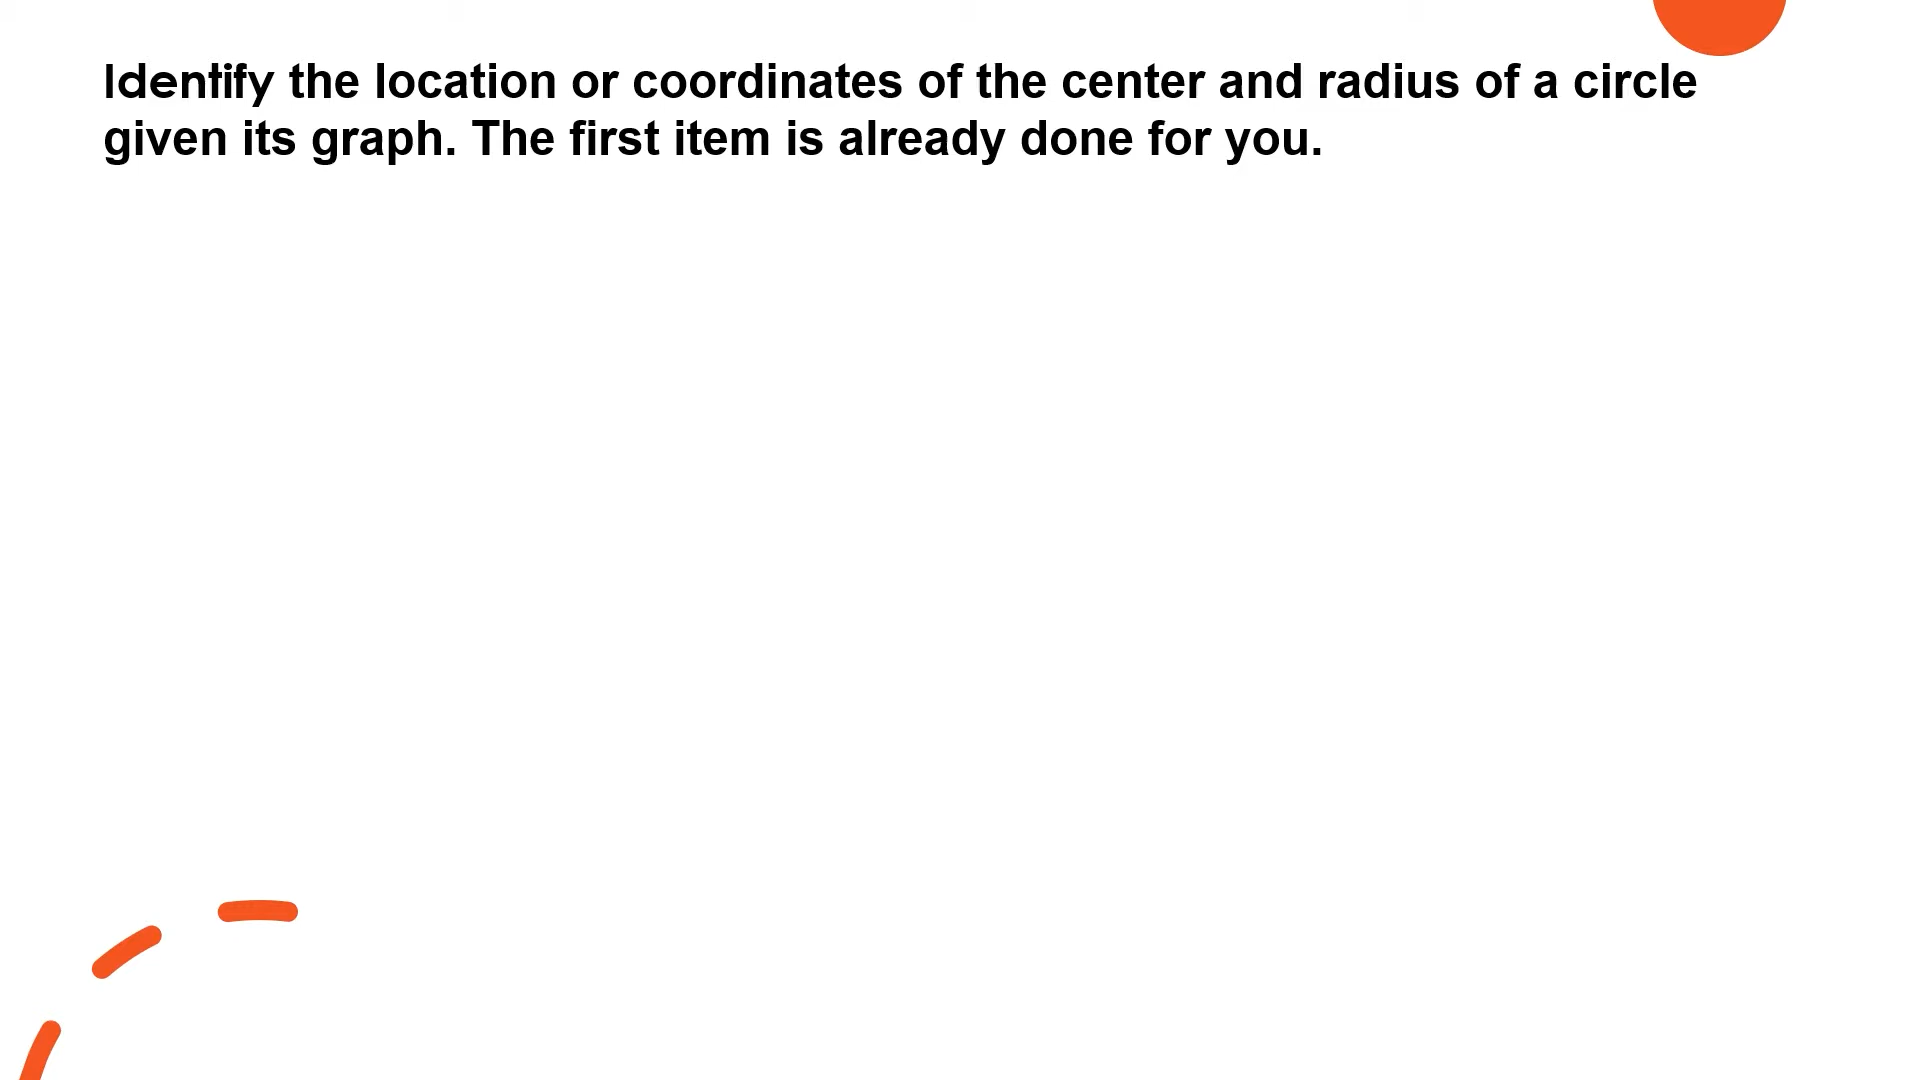 Identify the location or coordinates of the center and radius of a circle
given its graph. The first item is already done for you.